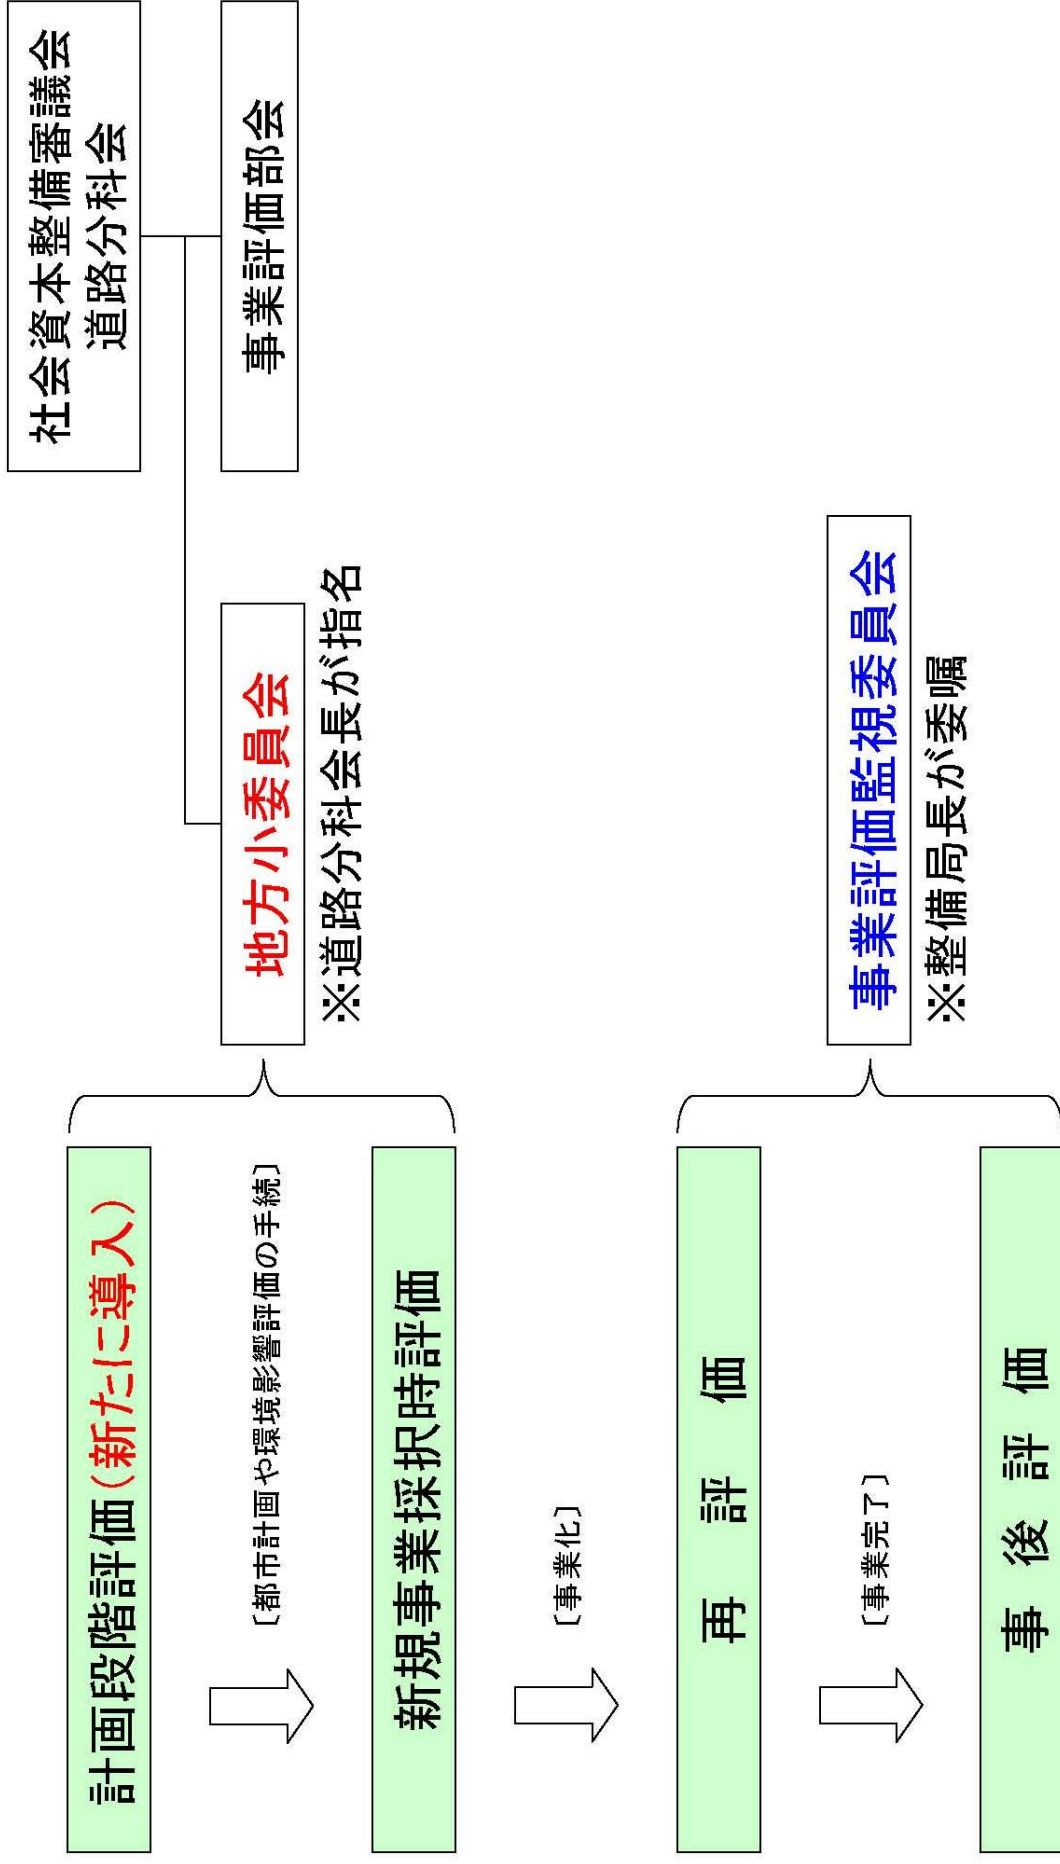 社会資本整備審議会
道路分科会
事業評価部会
地方小委員会
※道路分科会長が指名
計画段階評価(新たに導入)
〔都市計画や環境影響評価の手続〕
新規事業採択時評価
〔事業化〕
再評価
〔事業完了〕
事後評価
事業評価監視委員会
※整備局長が委嘱